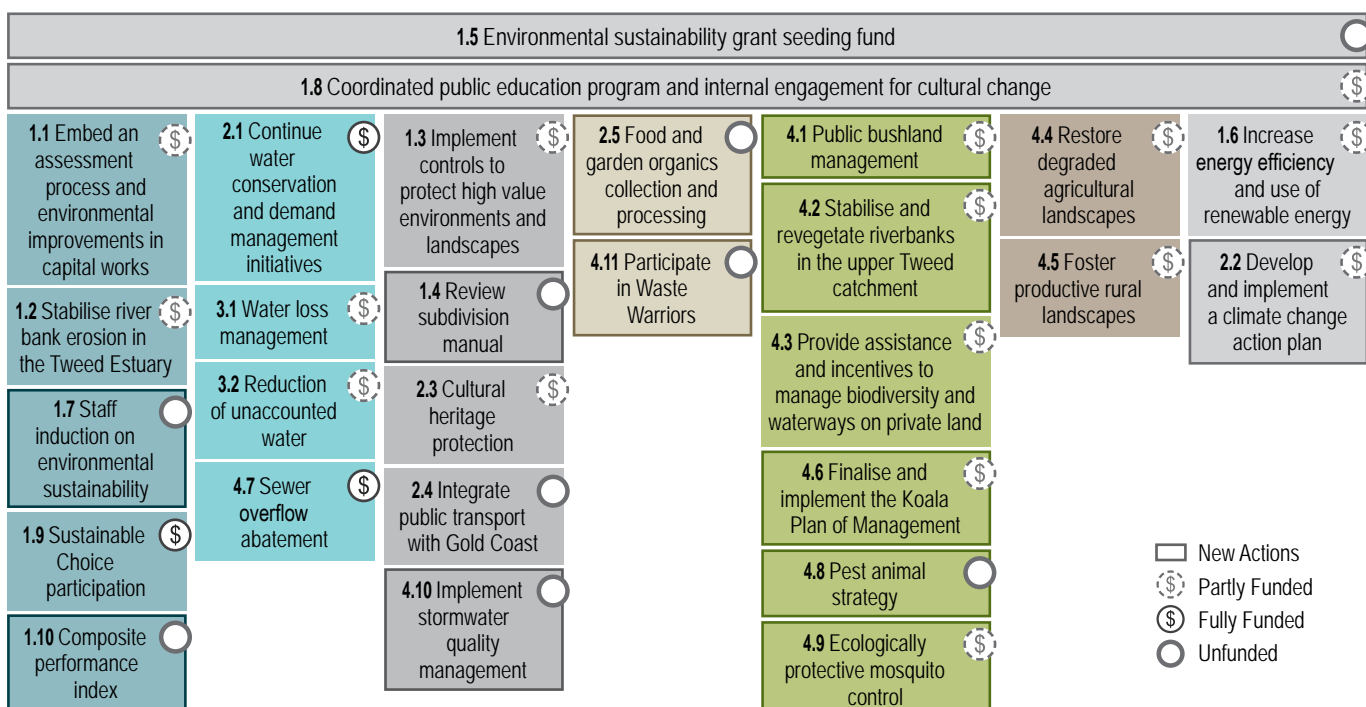 1.5 Environmental sustainability grant seeding fund
1.8 Coordinated public education program and internal engagement for cultural change
$
1.1 Embed an
assessment
process and
environmental
improvements in
capital works
$
1.2 Stabilise river
bank erosion in
the Tweed Estuary
$
1.7 Staff
induction on
environmental
sustainability
1.9 Sustainable
Choice
participation
$
1.10 Composite
performance
index
2.1 Continue
water
conservation
and demand
management
initiatives
$
3.1 Water loss
management
$
3.2 Reduction
of unaccounted
water
$
4.7 Sewer
overflow
abatement
$
1.3 Implement
controls to
protect high value
environments and
landscapes
$
1.4 Review
subdivision
manual
2.3 Cultural
heritage
protection
$
2.4 Integrate
public transport
with Gold Coast
4.10 Implement
stormwater
quality
management
2.5 Food and
garden organics
collection and
processing
4.11 Participate
in Waste
Warriors
4.1 Public bushland
management
$
4.2 Stabilise and
revegetate riverbanks
in the upper Tweed
catchment
$
4.3 Provide assistance
and incentives to
manage biodiversity and
waterways on private land
$
4.6 Finalise and
implement the Koala
Plan of Management
$
4.8 Pest animal
strategy
4.9 Ecologically
protective mosquito
control
$
4.4 Restore
degraded
agricultural
landscapes
$
4.5 Foster
productive rural
landscapes
$
1.6 Increase
energy efficiency
and use of
renewable energy
$
2.2 Develop
and implement
a climate change
action plan
$
New Actions
$ Partly Funded
$ Fully Funded
Unfunded